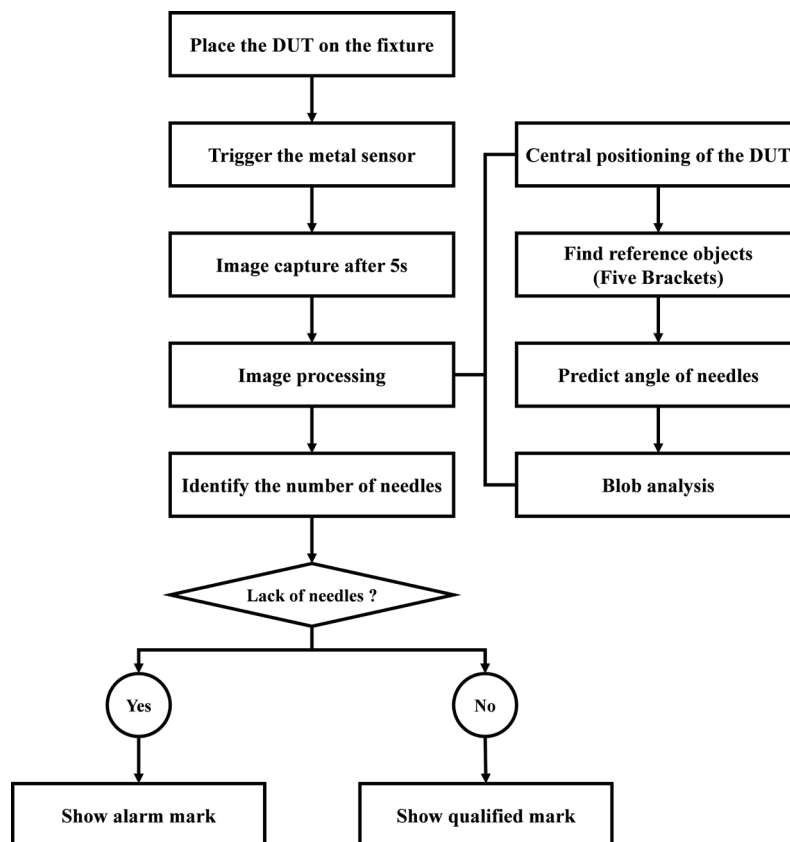 Place the DUT on the fixture
Trigger the metal sensor
Image capture after 5s
Image processing
Identify the number of needles
Lack of needles ?
Yes
No
Show alarm mark
Show qualified mark
Central positioning of the DUT
Find reference objects
(Five Brackets)
Predict angle of needles
Blob analysis